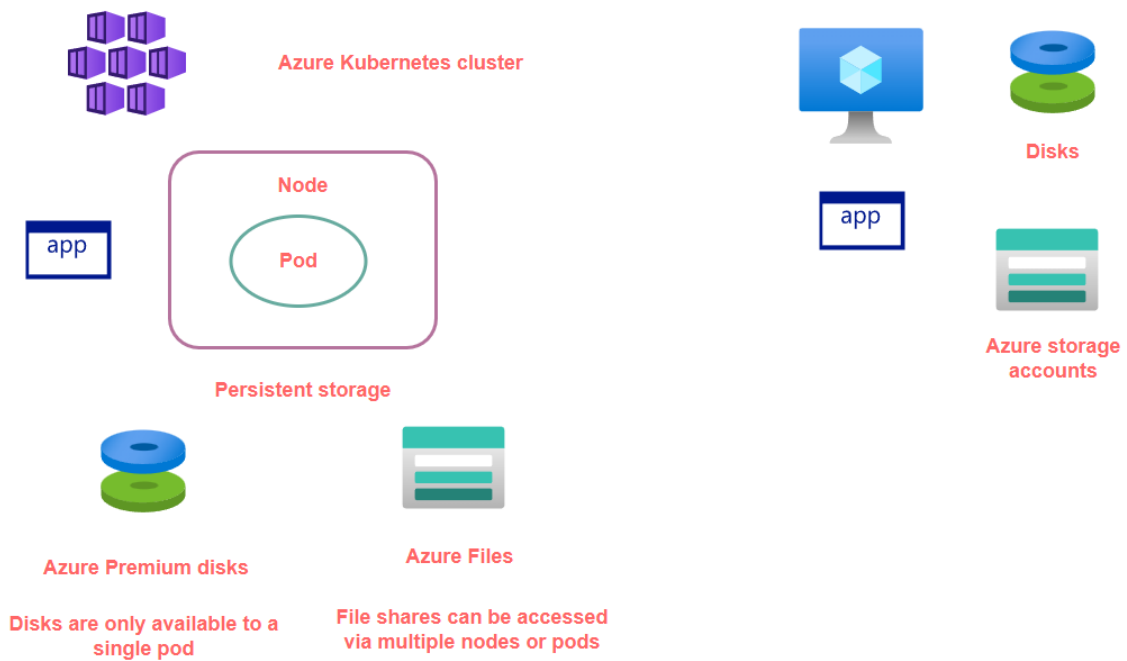 Azure Kubernetes cluster
Node
Pod
app
Persistent storage
Azure Premium disks
Disks are only available to a
single pod
Azure Files
File shares can be accessed
via multiple nodes or pods
Disks
app
Azure storage
accounts